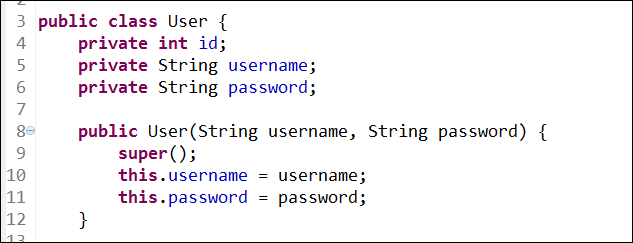 3 public class User {
4     private int id;
5     private String username;
6     private String password;
7
8     public User(String username, String password) {
9         super();
10         this.username = username;
11         this.password = password;
12     }
13